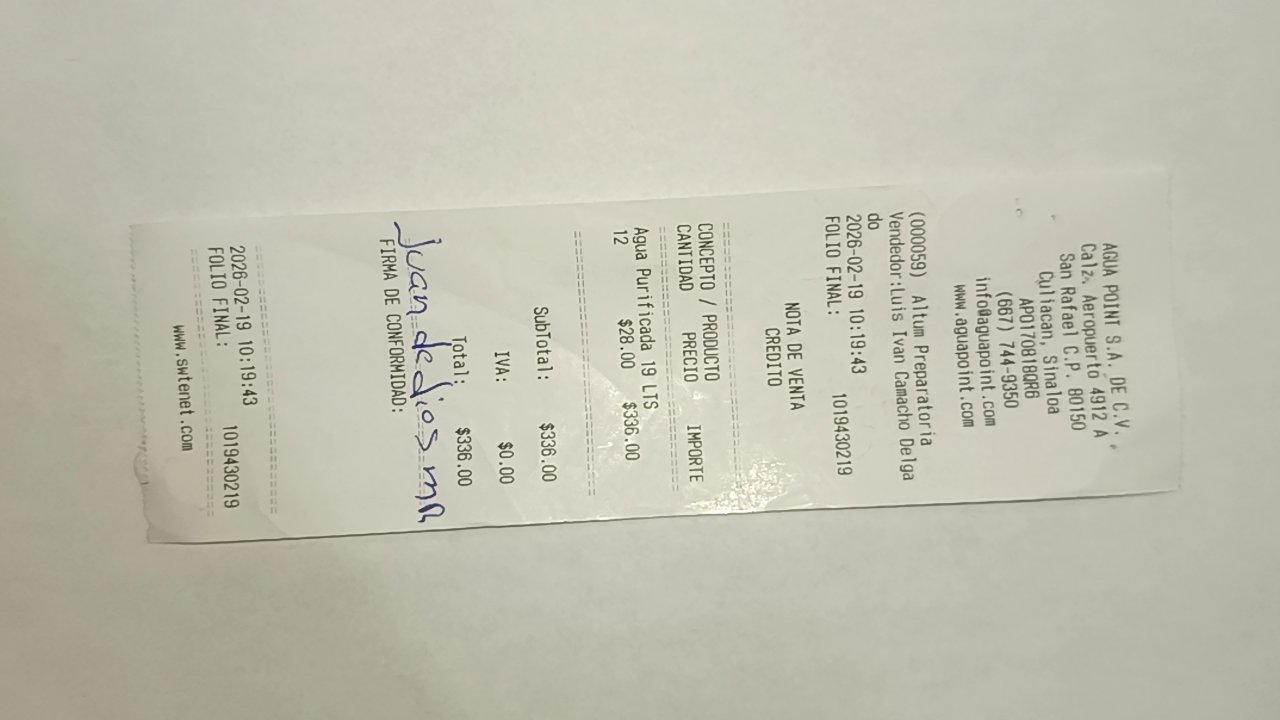 AGUA POINT S.A. DE C.V.
Calz. Aeropuerto 4912 A
San Rafael C.P. 80150
Culiacan, Sinaloa
APO170818QR6
(667) 744-9350
info@aguapoint.com
www.aguapoint.com
(000059) Altum Preparatoria
Vendedor:Luis Ivan Camacho Delga
do
2026-02-19 10:19:43
FOLIO FINAL: 1019430219
NOTA DE VENTA
CREDITO
CONCEPTO / PRODUCTO
CANTIDAD PRECIO IMPORTE
Agua Purificada 19 LTS
12 $28.00 $336.00
SubTotal: $336.00
IVA: $0.00
Total: $336.00
Juan de dios mR
FIRMA DE CONFORMIDAD:
2026-02-19 10:19:43
FOLIO FINAL: 1019430219
www.swtenet.com